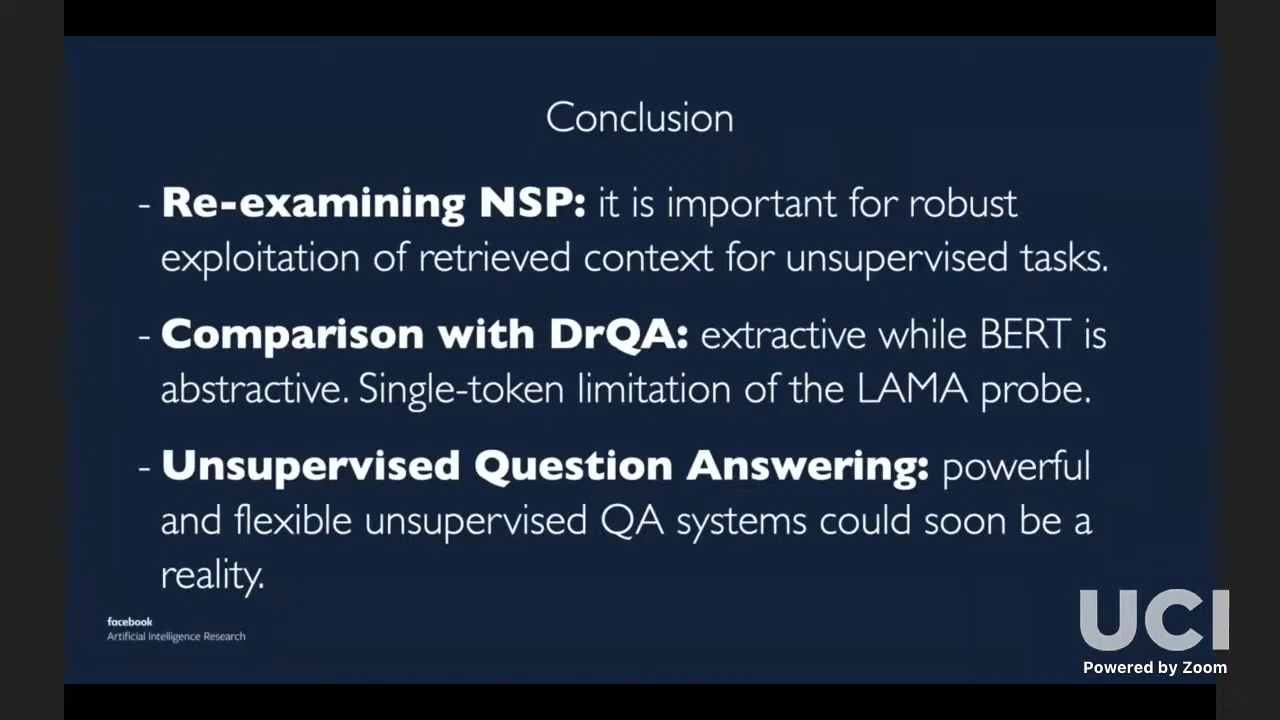 Conclusion
- Re-examining NSP: it is important for robust
exploitation of retrieved context for unsupervised tasks.
- Comparison with DrQA: extractive while BERT is
abstractive. Single-token limitation of the LAMA probe.
- Unsupervised Question Answering: powerful
and flexible unsupervised QA systems could soon be a
reality.
facebook
Artificial Intelligence Research
UCI
Powered by Zoom